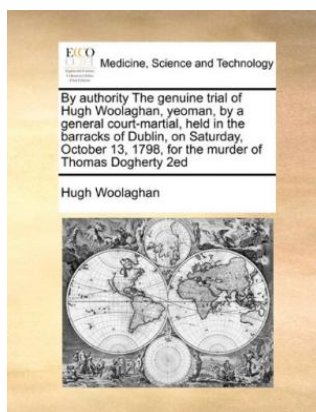 ECCO
Medicine, Science and Technology
By authority The genuine trial of
Hugh Woolaghan, yeoman, by a
general court-martial, held in the
barracks of Dublin, on Saturday,
October 13, 1798, for the murder of
Thomas Dogherty 2ed
Hugh Woolaghan